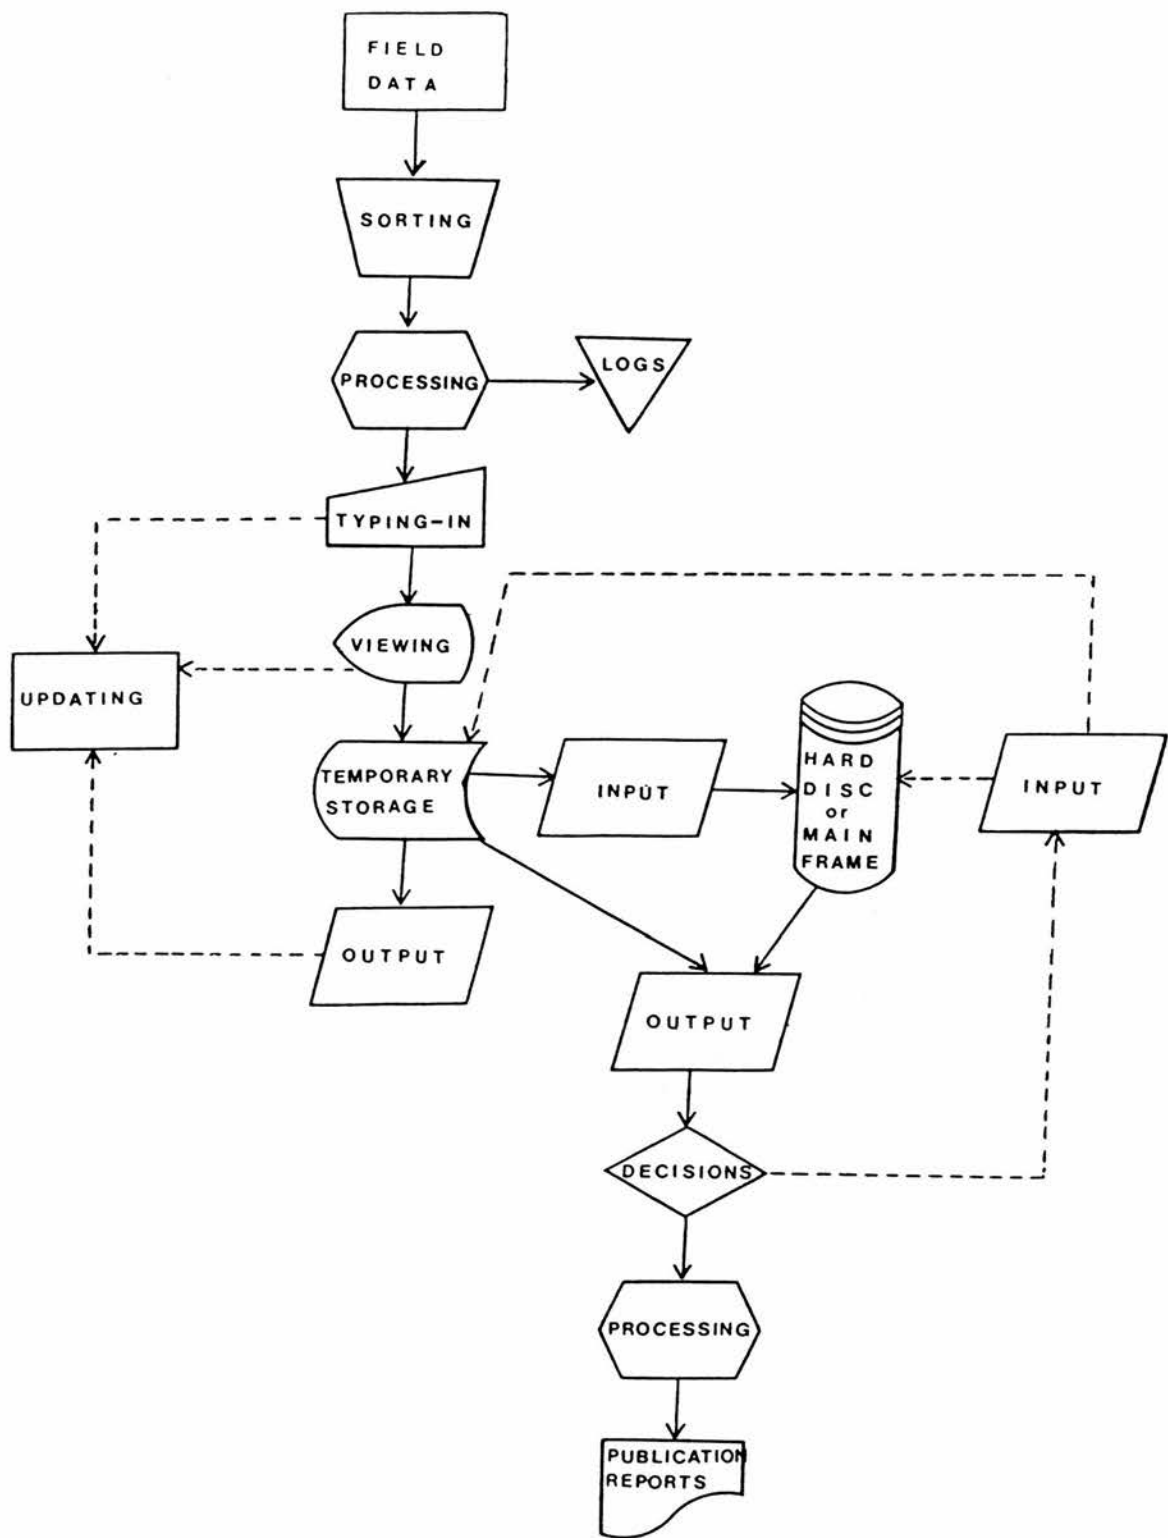 FIELD
DATA
SORTING
PROCESSING
LOGS
TYPING-IN
VIEWING
UPDATING
TEMPORARY
STORAGE
INPUT
HARD
DISC
or
MAIN
FRAME
INPUT
OUTPUT
OUTPUT
DECISIONS
PROCESSING
PUBLICATION
REPORTS